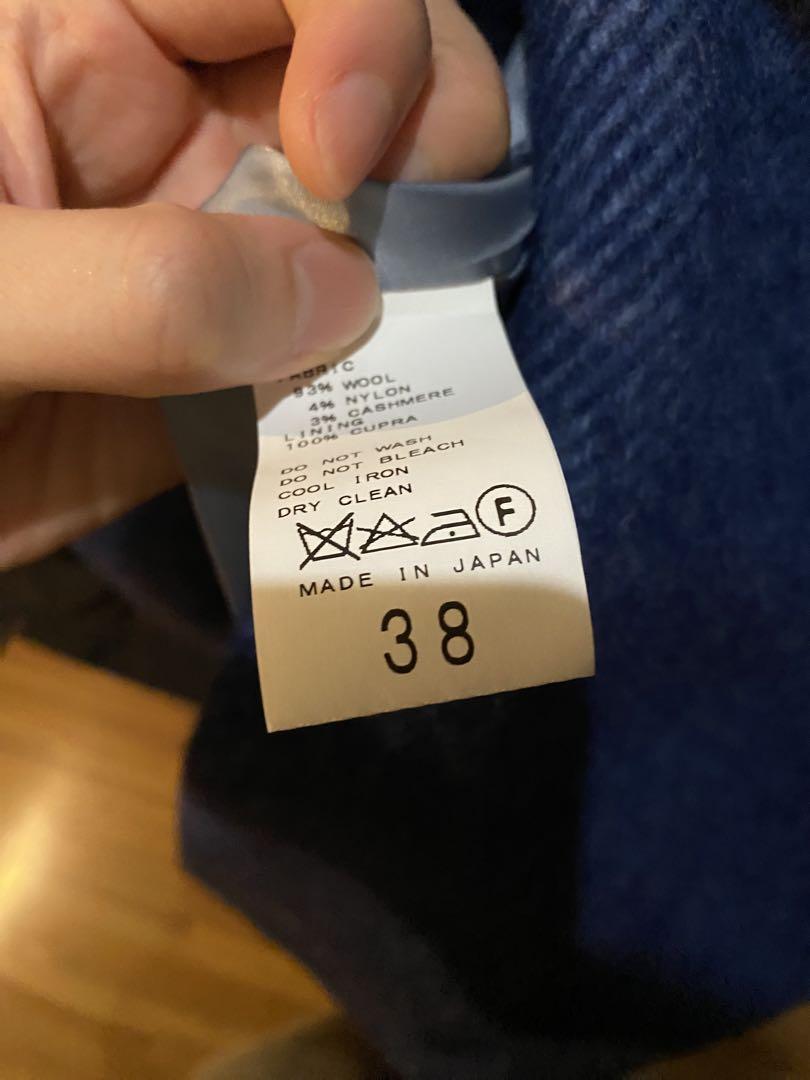 FABRIC
93% WOOL
4% NYLON
3% CASHMERE
LINING
100% CUPRA
DO NOT WASH
DO NOT BLEACH
COOL IRON
DRY CLEAN
F
MADE IN JAPAN
38